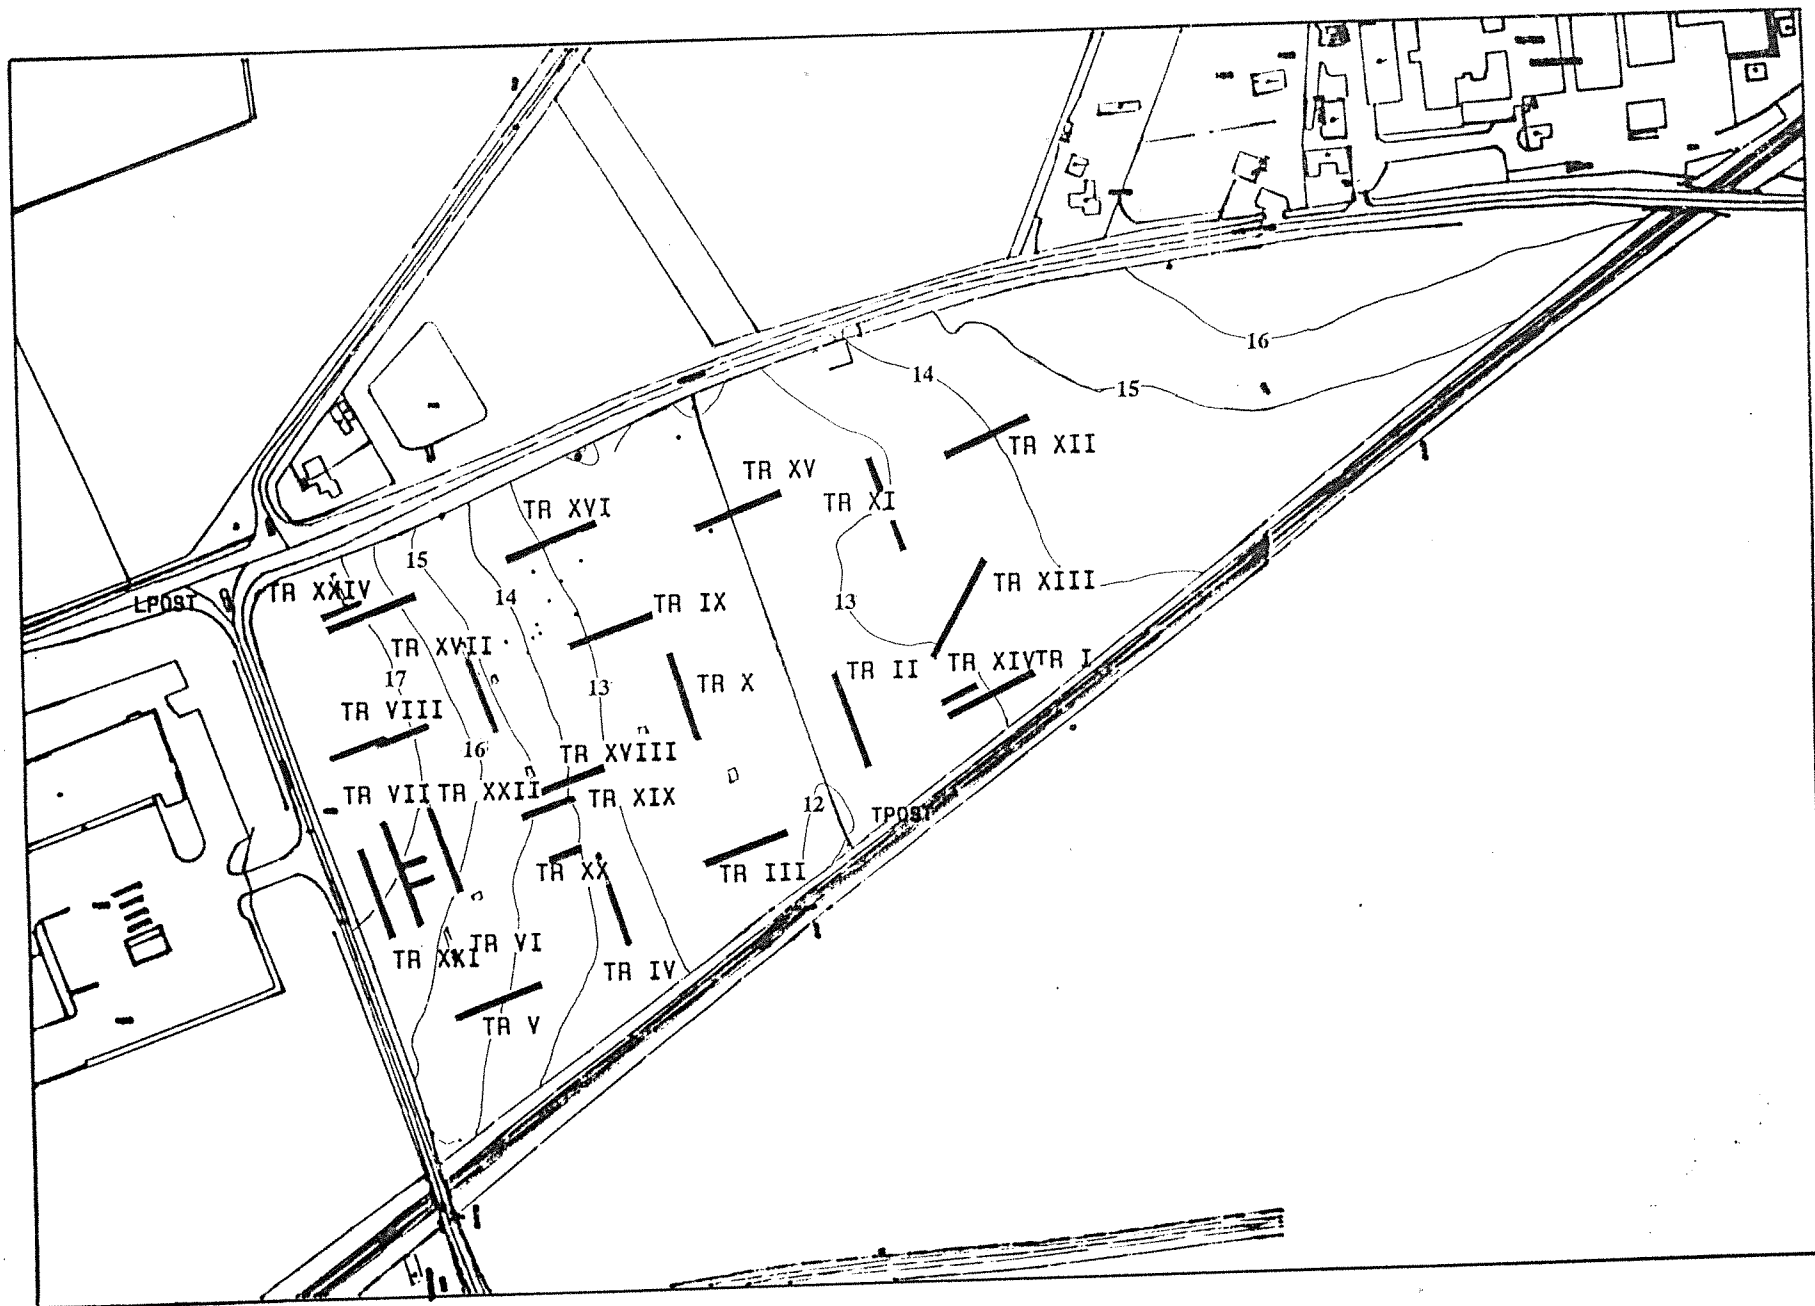 16
14
15
TR XII
TR XV
TR XI
TR XVI
15
TR XIII
TR XXIV
14
LPOST
13
TR IX
TR XVII
TR II
TR XIV
TR I
17
TR X
13
TR VIII
16
TR XVIII
TR VII
TR XXII
TR XIX
12
TPOST
TR XX
TR III
TR VI
TR XXI
TR IV
TR V